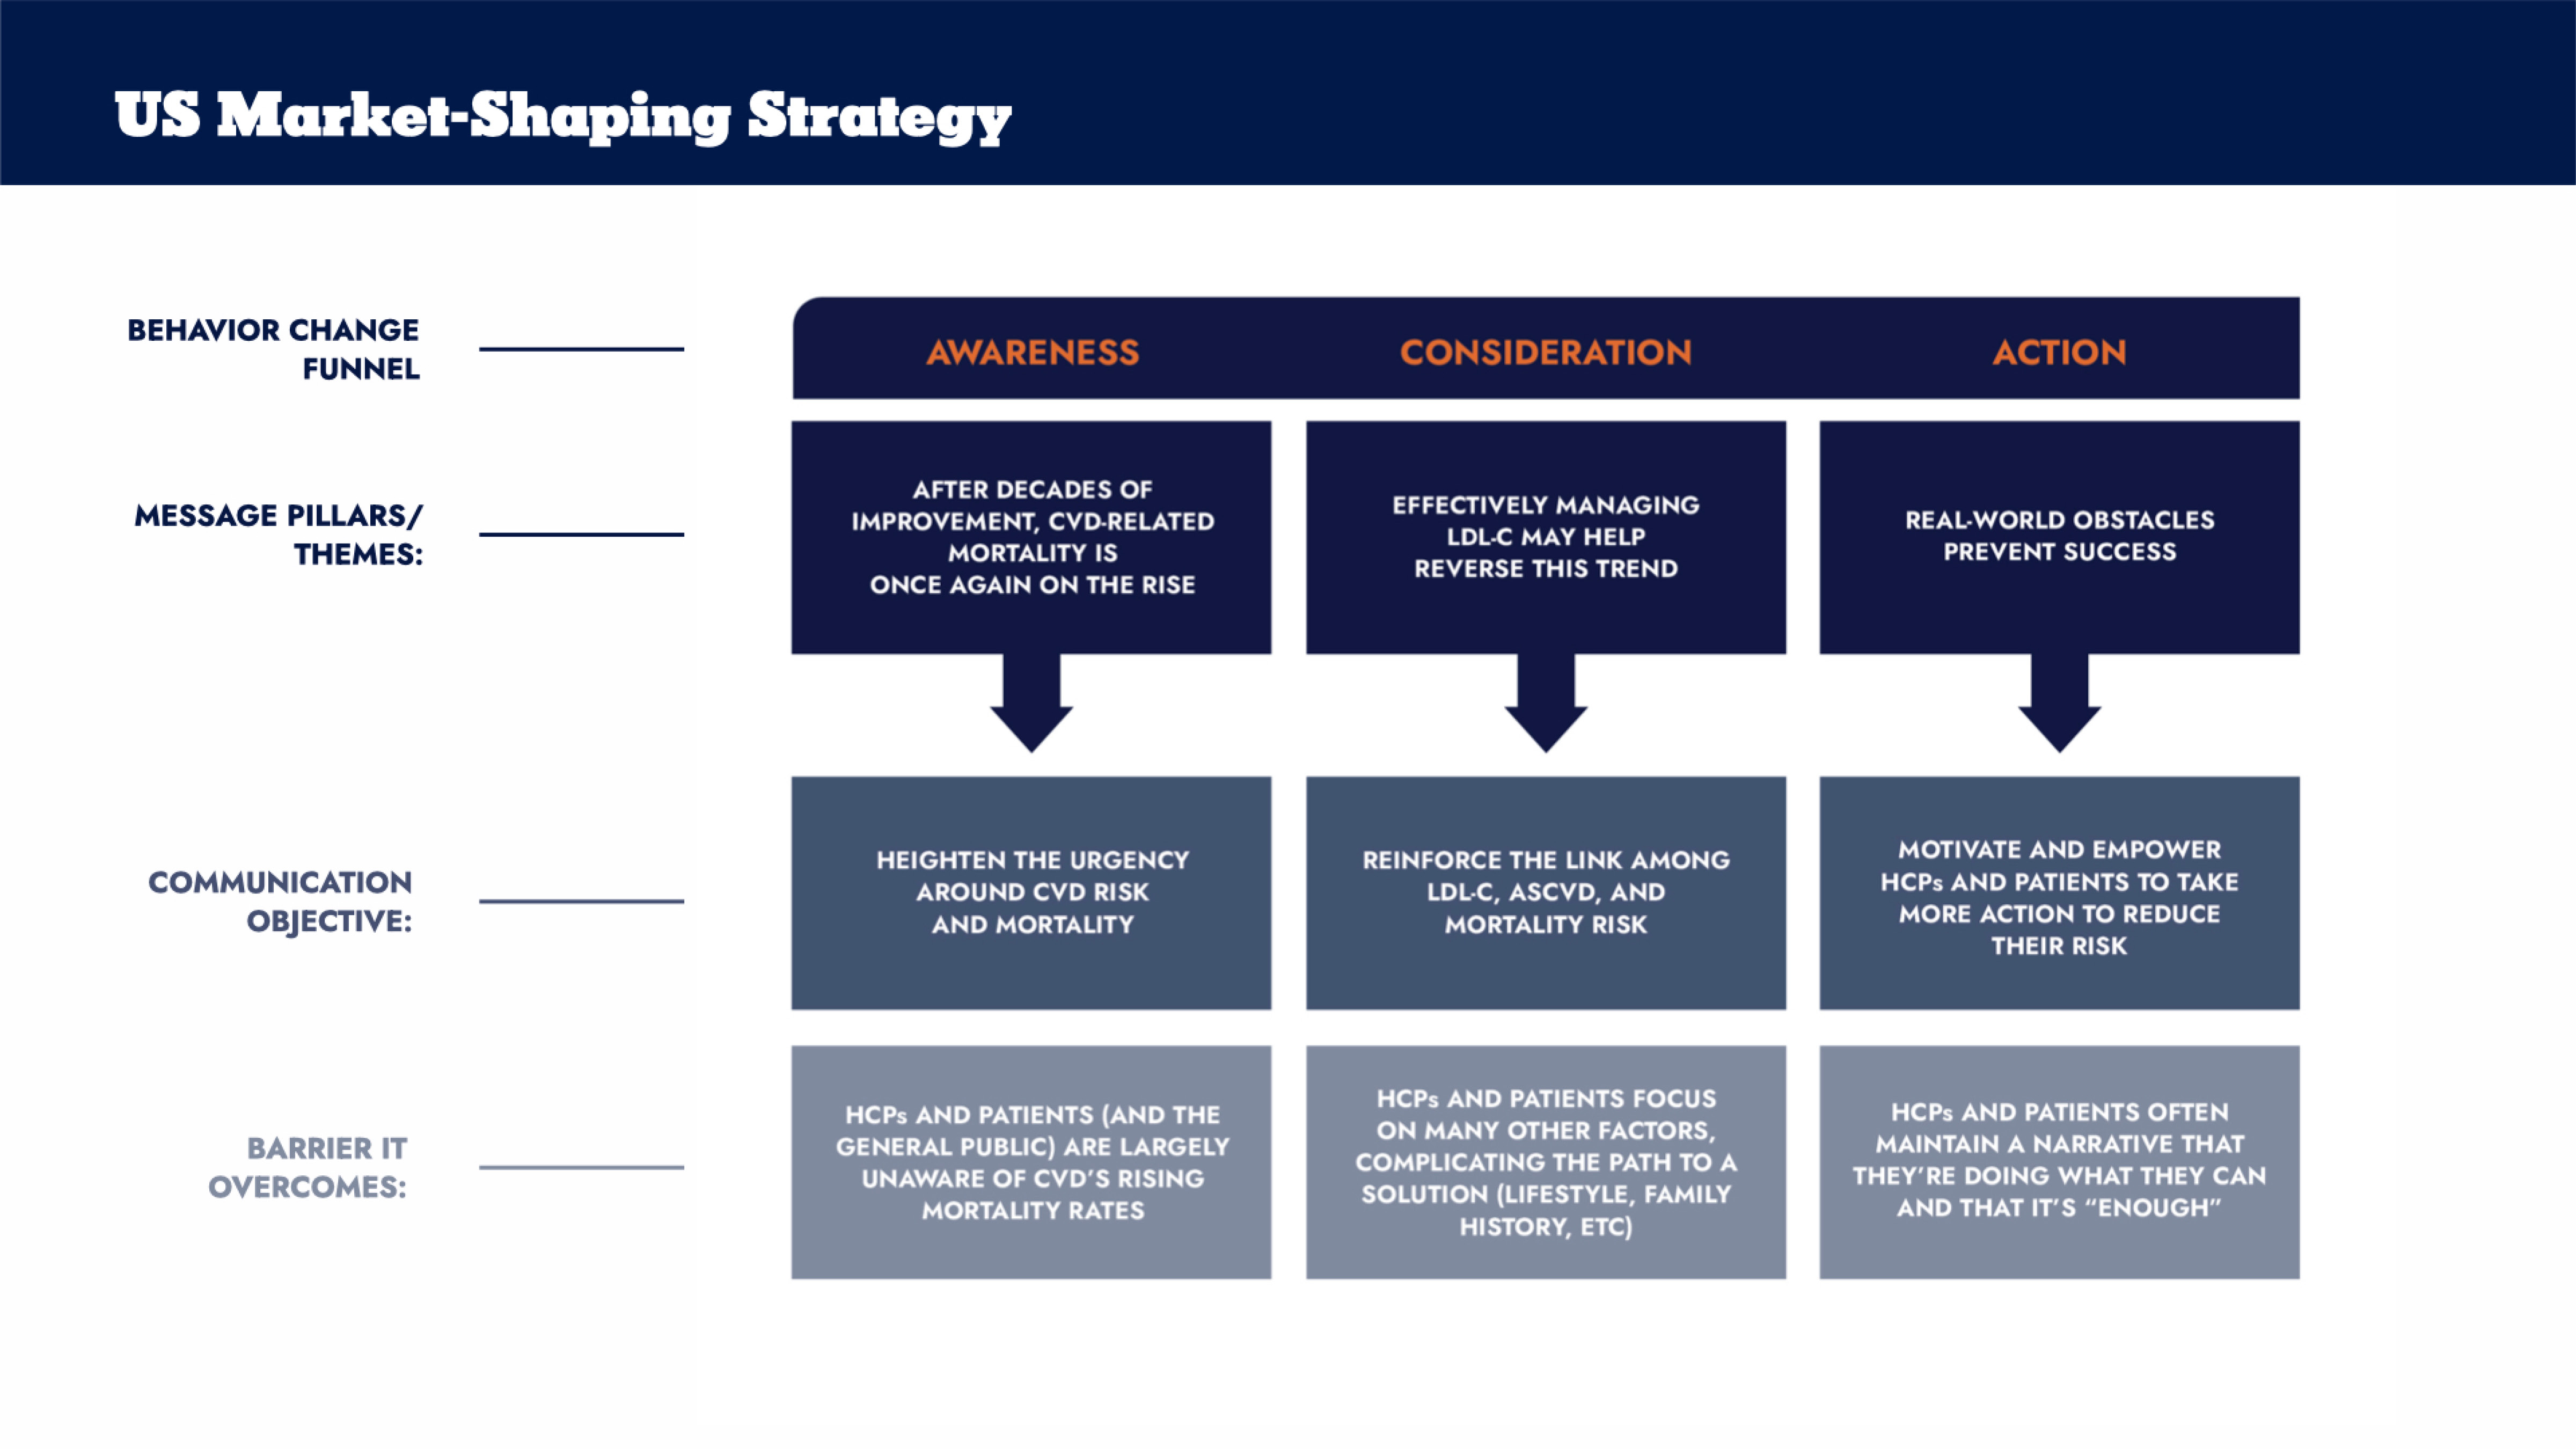 US Market-Shaping Strategy
BEHAVIOR CHANGE
FUNNEL
AWARENESS
CONSIDERATION
ACTION
MESSAGE PILLARS/
THEMES:
AFTER DECADES OF
IMPROVEMENT, CVD-RELATED
MORTALITY IS
ONCE AGAIN ON THE RISE
EFFECTIVELY MANAGING
LDL-C MAY HELP
REVERSE THIS TREND
REAL-WORLD OBSTACLES
PREVENT SUCCESS
COMMUNICATION
OBJECTIVE:
HEIGHTEN THE URGENCY
AROUND CVD RISK
AND MORTALITY
REINFORCE THE LINK AMONG
LDL-C, ASCVD, AND
MORTALITY RISK
MOTIVATE AND EMPOWER
HCPs AND PATIENTS TO TAKE
MORE ACTION TO REDUCE
THEIR RISK
BARRIER IT
OVERCOMES:
HCPs AND PATIENTS (AND THE
GENERAL PUBLIC) ARE LARGELY
UNAWARE OF CVD'S RISING
MORTALITY RATES
HCPs AND PATIENTS FOCUS
ON MANY OTHER FACTORS,
COMPLICATING THE PATH TO A
SOLUTION (LIFESTYLE, FAMILY
HISTORY, ETC)
HCPs AND PATIENTS OFTEN
MAINTAIN A NARRATIVE THAT
THEY'RE DOING WHAT THEY CAN
AND THAT IT'S “ENOUGH”